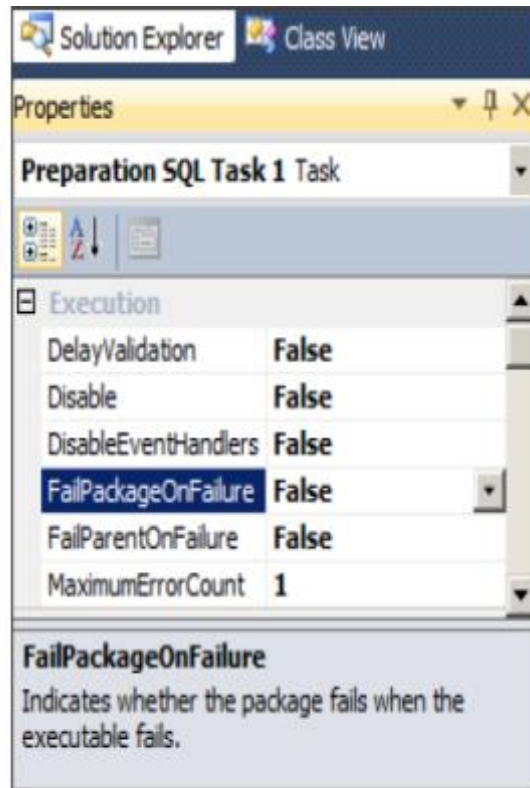 Solution Explorer Class View
Properties
Preparation SQL Task 1 Task
Execution
DelayValidation False
Disable False
DisableEventHandlers False
FailPackageOnFailure False
FailParentOnFailure False
MaximumErrorCount 1
FailPackageOnFailure
Indicates whether the package fails when the
executable fails.